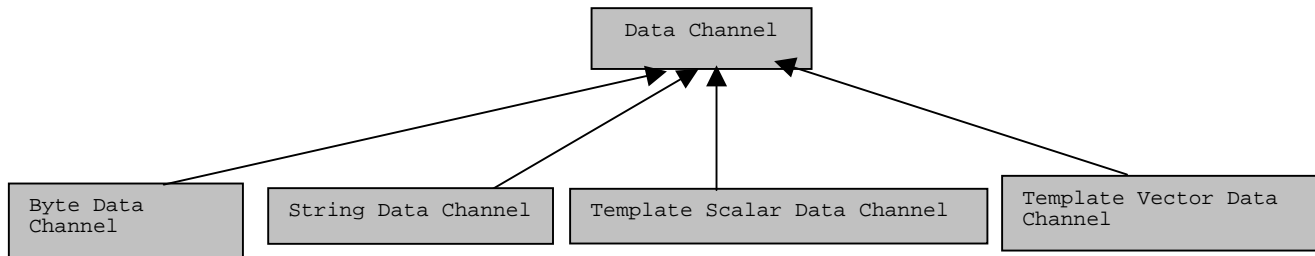 Data Channel
Byte Data
Channel
String Data Channel
Template Scalar Data Channel
Template Vector Data
Channel